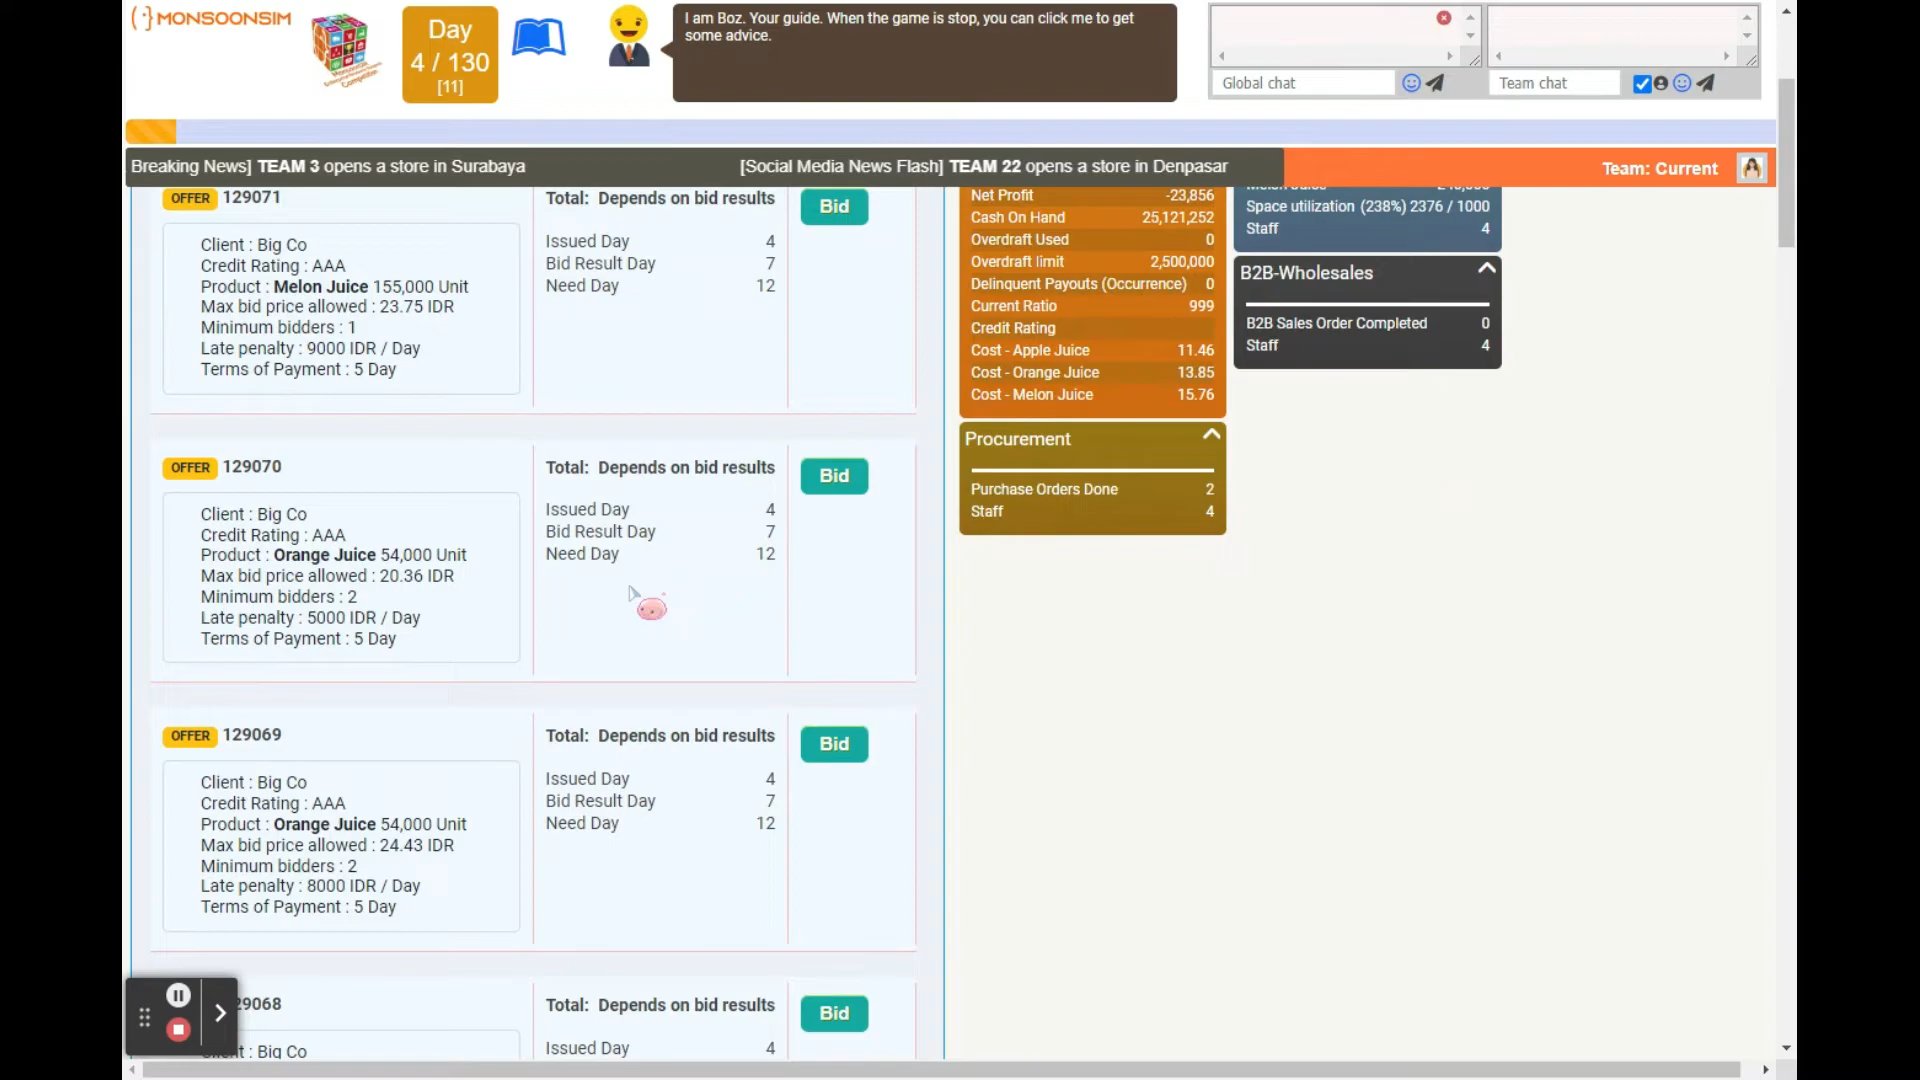 MONSOONSIM
Day
4 / 130
[11]
I am Boz. Your guide. When the game is stop, you can click me to get
some advice.
Global chat
Team chat
Breaking News] TEAM 3 opens a store in Surabaya
[Social Media News Flash] TEAM 22 opens a store in Denpasar
Team: Current
OFFER 129071
Client : Big Co
Credit Rating : AAA
Product : Melon Juice 155,000 Unit
Max bid price allowed : 23.75 IDR
Minimum bidders : 1
Late penalty : 9000 IDR / Day
Terms of Payment : 5 Day
Total: Depends on bid results
Issued Day 4
Bid Result Day 7
Need Day 12
Bid
OFFER 129070
Client : Big Co
Credit Rating : AAA
Product : Orange Juice 54,000 Unit
Max bid price allowed : 20.36 IDR
Minimum bidders : 2
Late penalty : 5000 IDR / Day
Terms of Payment : 5 Day
Total: Depends on bid results
Issued Day 4
Bid Result Day 7
Need Day 12
Bid
OFFER 129069
Client : Big Co
Credit Rating : AAA
Product : Orange Juice 54,000 Unit
Max bid price allowed : 24.43 IDR
Minimum bidders : 2
Late penalty : 8000 IDR / Day
Terms of Payment : 5 Day
Total: Depends on bid results
Issued Day 4
Bid Result Day 7
Need Day 12
Bid
29068
Client : Big Co
Total: Depends on bid results
Issued Day 4
Bid
Net Profit -23,856
Cash On Hand 25,121,252
Overdraft Used 0
Overdraft limit 2,500,000
Delinquent Payouts (Occurrence) 0
Current Ratio 999
Credit Rating
Cost - Apple Juice 11.46
Cost - Orange Juice 13.85
Cost - Melon Juice 15.76
Procurement
Purchase Orders Done 2
Staff 4
Space utilization (238%) 2376 / 1000
Staff 4
B2B-Wholesales
B2B Sales Order Completed 0
Staff 4